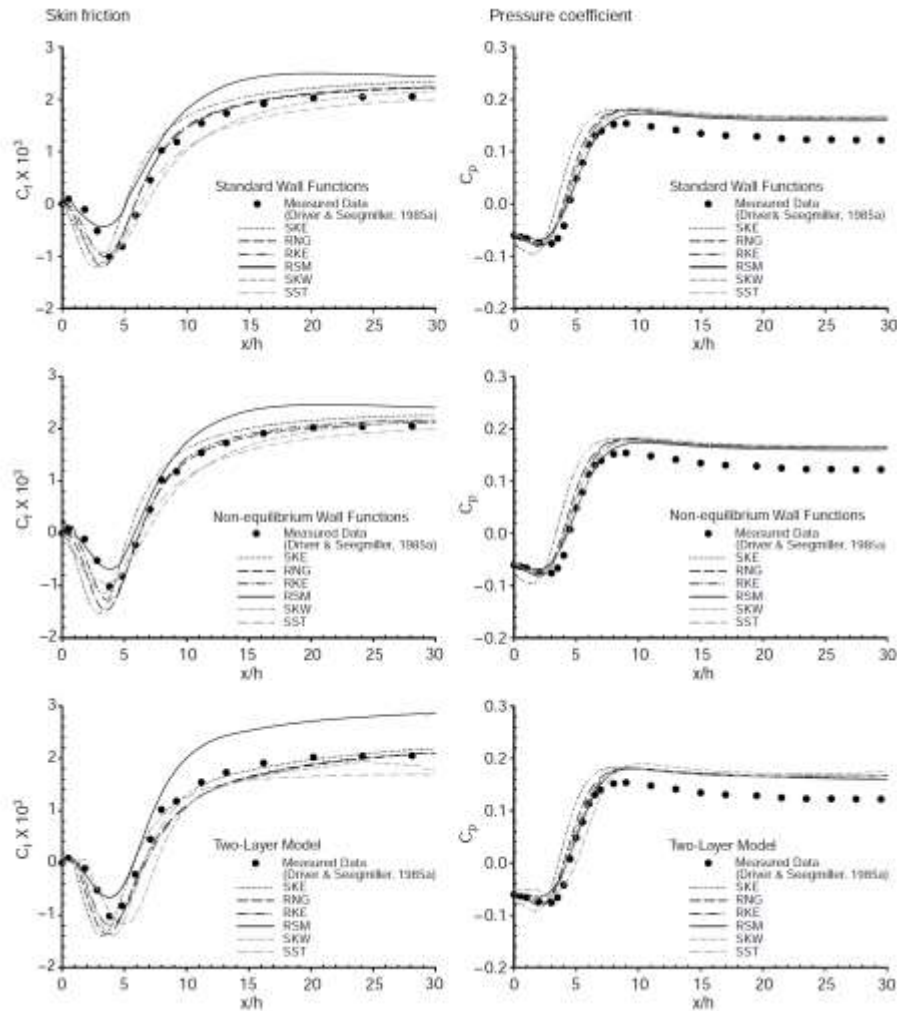 Skin friction
Pressure coefficient
3
2
1
0
−1
−2
Cf X 10³
0 5 10 15 20 25 30
x/h
Standard Wall Functions
Measured Data
(Driver & Seegmiller, 1985a)
SKE
RNG
RKE
RSM
SKW
SST
0.3
0.2
0.1
0.0
−0.1
−0.2
Cp
0 5 10 15 20 25 30
x/h
Standard Wall Functions
Measured Data
(Driver& Seegmiller, 1985a)
SKE
RNG
RKE
RSM
SKW
SST
3
2
1
0
−1
−2
Cf X 10³
0 5 10 15 20 25 30
x/h
Non-equilibrium Wall Functions
Measured Data
(Driver & Seegmiller, 1985a)
SKE
RNG
RKE
RSM
SKW
SST
0.3
0.2
0.1
0.0
−0.1
−0.2
Cp
0 5 10 15 20 25 30
x/h
Non-equilibrium Wall Functions
Measured Data
(Driver & Seegmiller, 1985a)
SKE
RNG
RKE
RSM
SKW
SST
3
2
1
0
−1
−2
Cf X 10³
0 5 10 15 20 25 30
x/h
Two-Layer Model
Measured Data
(Driver & Seegmiller, 1985a)
SKE
RNG
RKE
RSM
SKW
SST
0.3
0.2
0.1
0.0
−0.1
−0.2
Cp
0 5 10 15 20 25 30
x/h
Two-Layer Model
Measured Data
(Driver & Seegmiller, 1985a)
SKE
RNG
RKE
RSM
SKW
SST